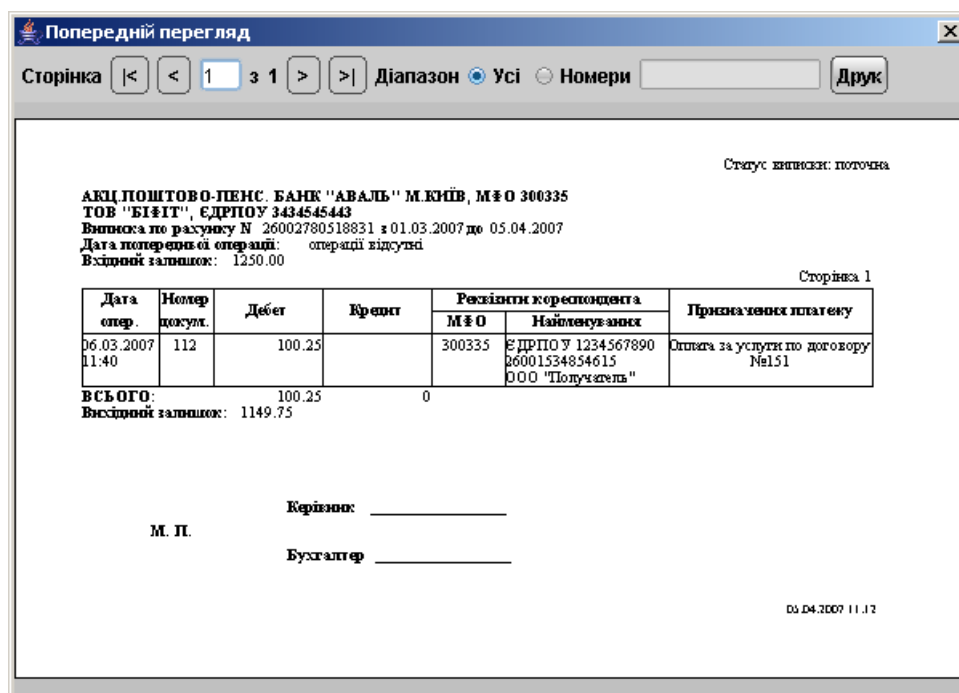 Попередній перегляд
Сторінка |< < 1 з 1 > >| Діапазон Усі Номери Друк
Статус виписки: поточна
АКЦ.ПОШТОВО-ПЕНС. БАНК "АВАЛЬ" М.КИЇВ, МФО 300335
ТОВ "БІФІТ", ЄДРПОУ 3434545443
Виписка по рахунку N 26002780518831 з 01.03.2007 до 05.04.2007
Дата попередньої операції: операції відсутні
Вхідний залишок: 1250.00
Сторінка 1
Дата опер. Номер докум. Дебет Кредит Реквізити кореспондента Призначення платежу
МФО Найменування
06.03.2007 112 100.25 300335 ЄДРПОУ 1234567890 Оплата за услуги по договору
11:40 26001534854615 №151
ООО "Получатель"
ВСЬОГО: 100.25 0
Вихідний залишок: 1149.75
Керівник
М. П.
Бухгалтер
05.04.2007 11:12